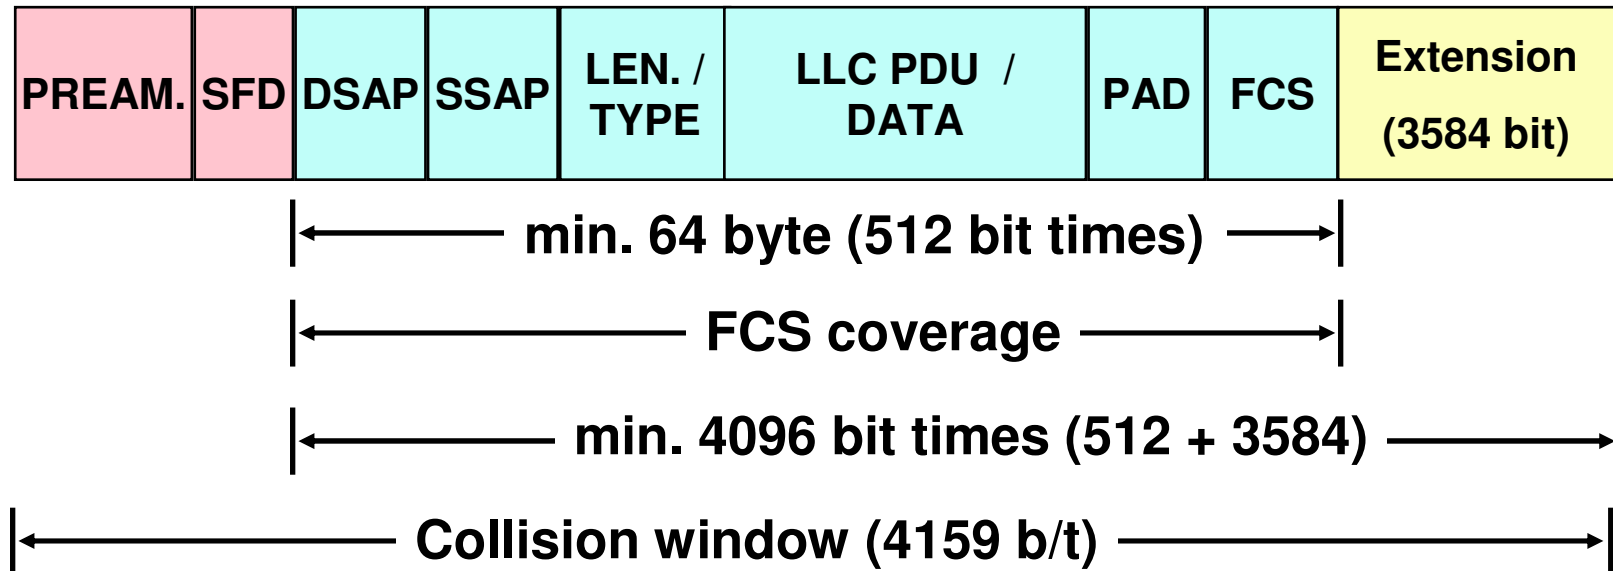 PREAM.
SFD
DSAP
SSAP
LEN. /
TYPE
LLC PDU /
DATA
PAD
FCS
Extension
(3584 bit)
min. 64 byte (512 bit times)
FCS coverage
min. 4096 bit times (512 + 3584)
Collision window (4159 b/t)